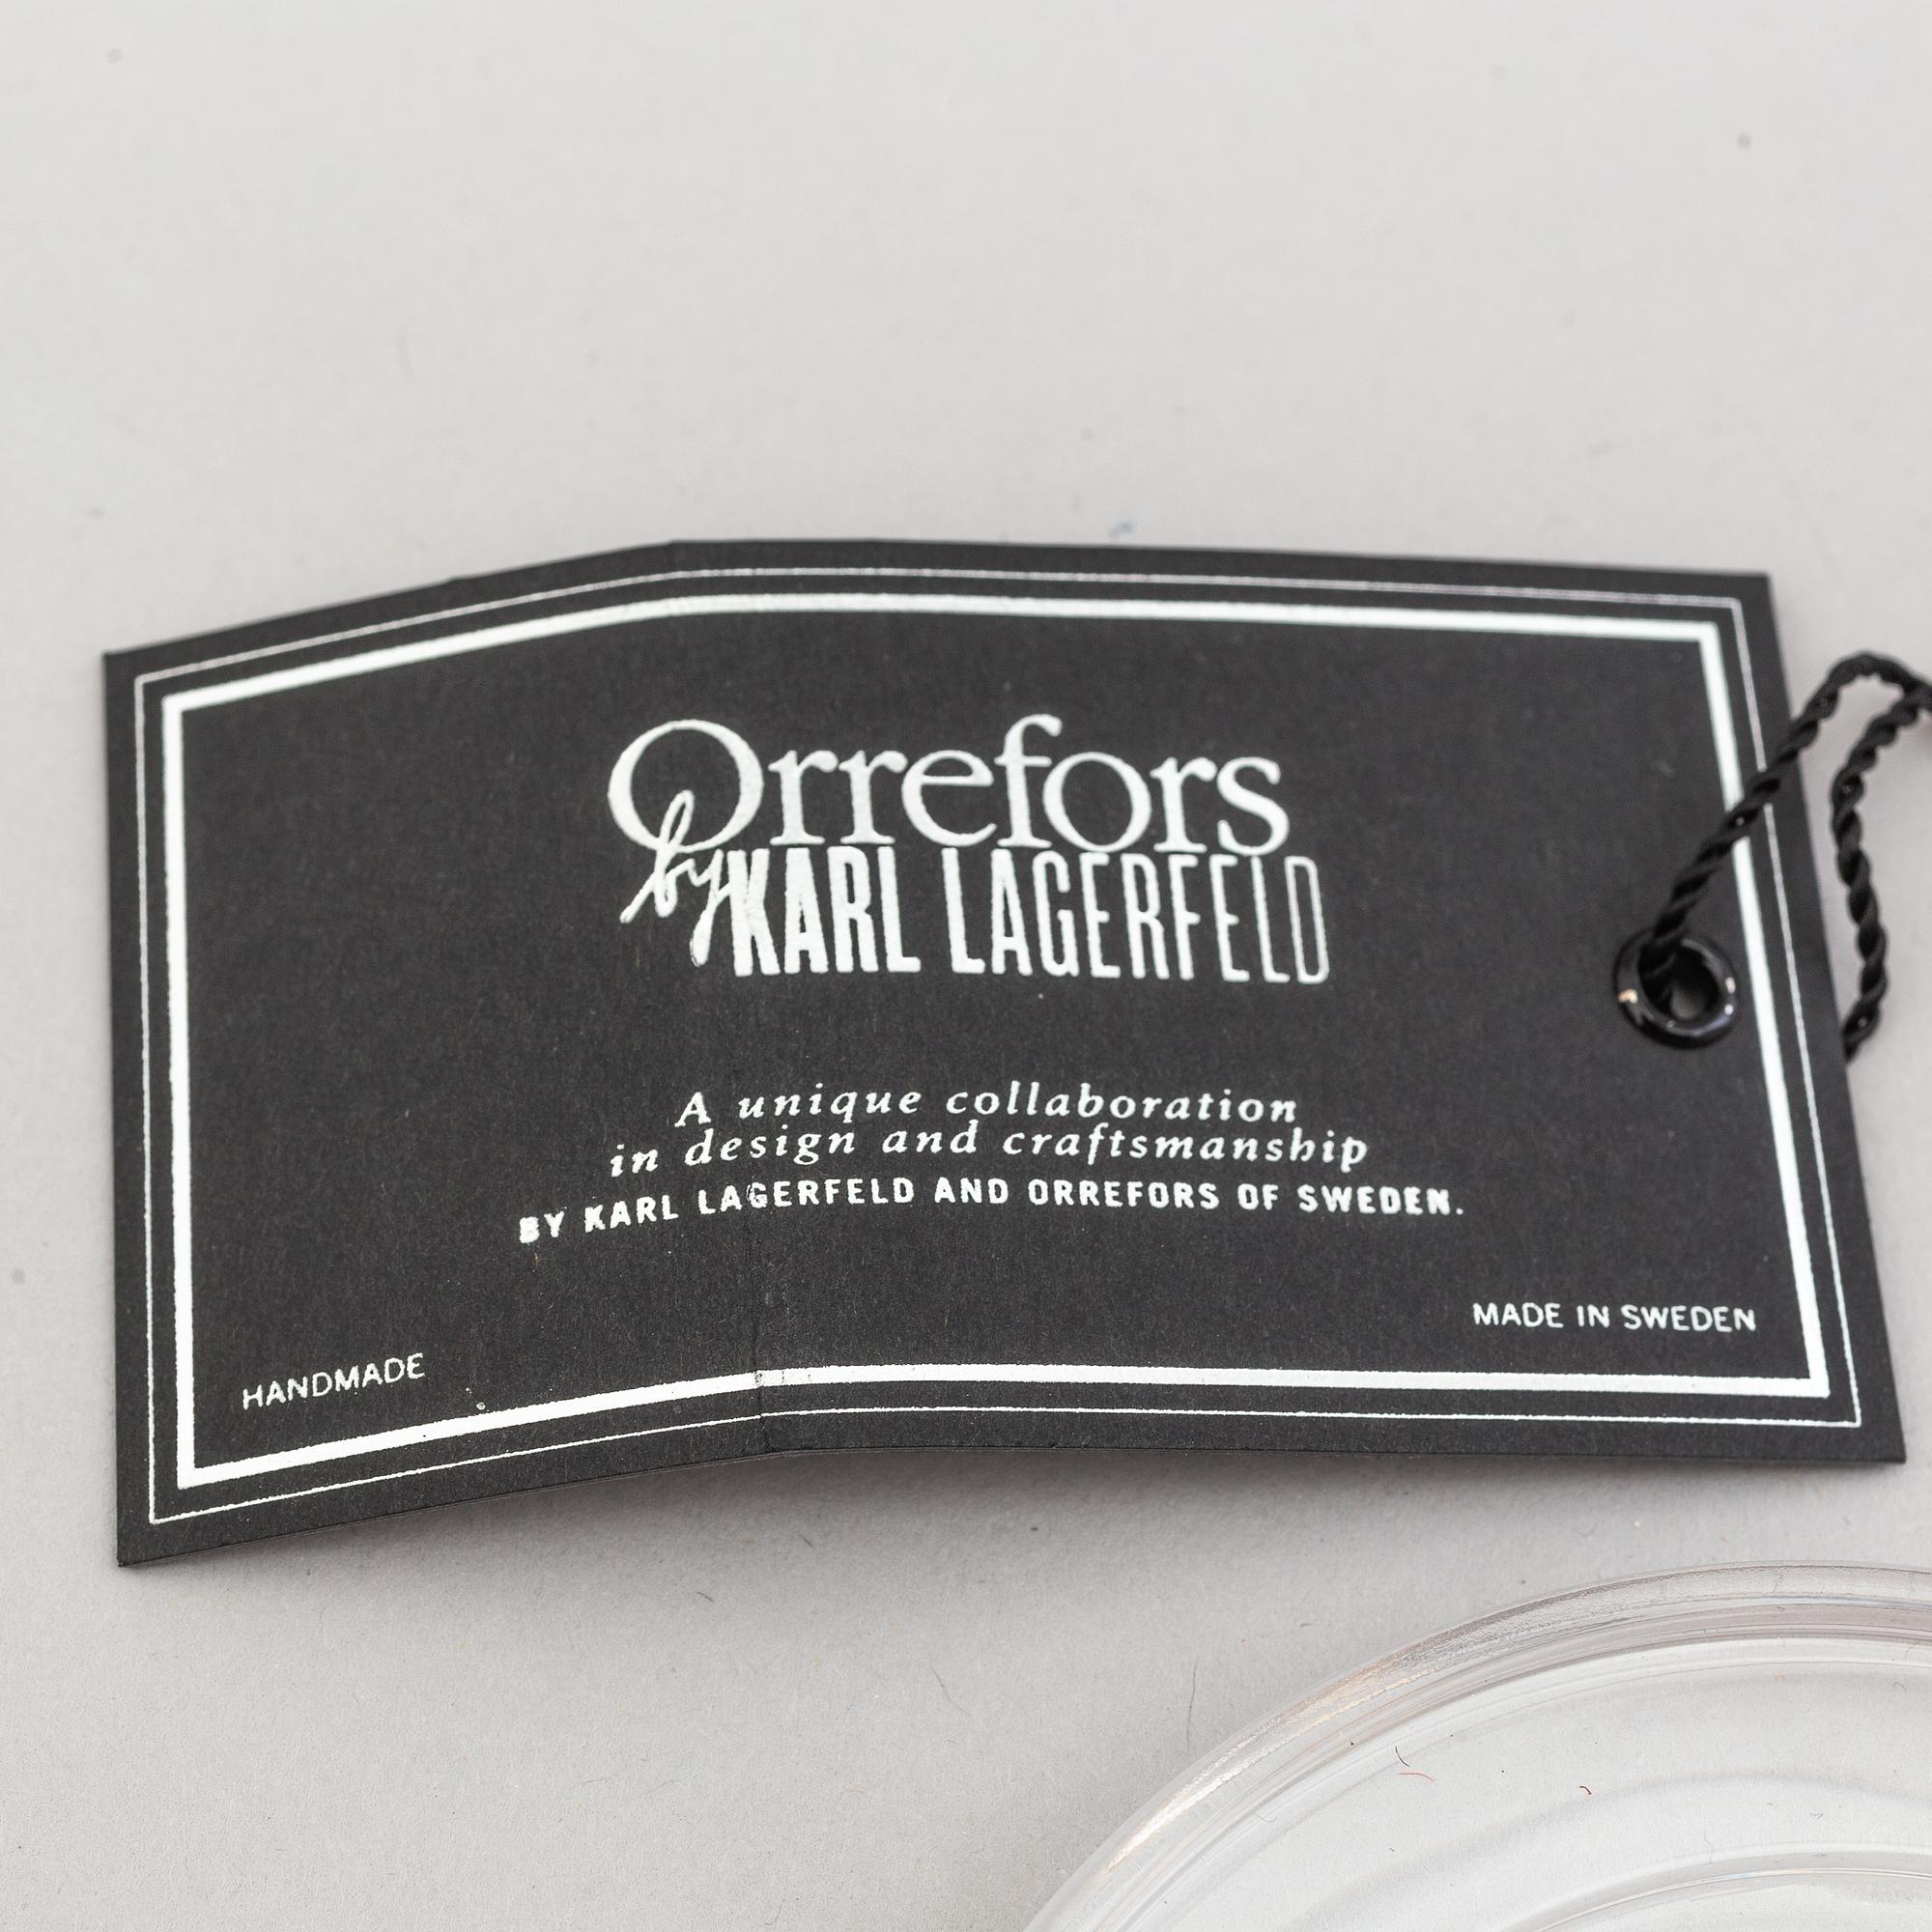 Orrefors
by KARL LAGERFELD
A unique collaboration
in design and craftsmanship
BY KARL LAGERFELD AND ORREFORS OF SWEDEN.
HANDMADE
MADE IN SWEDEN